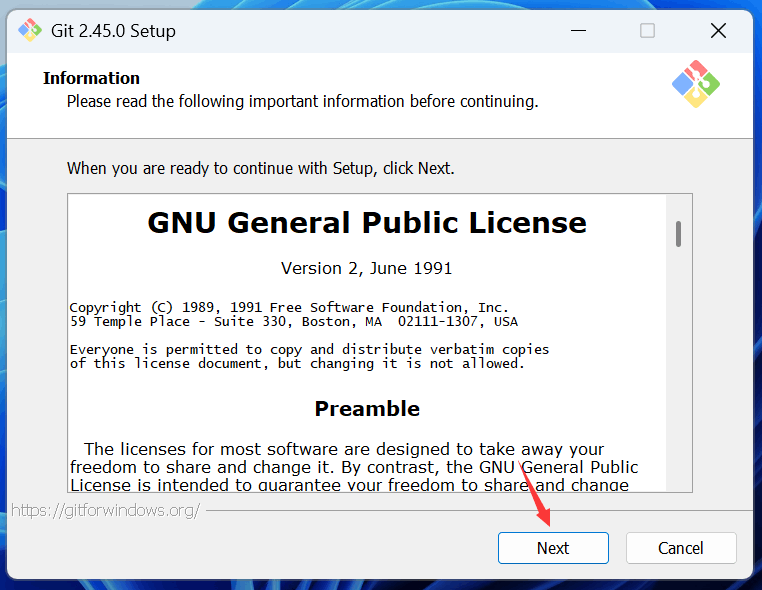 Git 2.45.0 Setup
Information
Please read the following important information before continuing.
When you are ready to continue with Setup, click Next.
GNU General Public License
Version 2, June 1991
Copyright (C) 1989, 1991 Free Software Foundation, Inc.
59 Temple Place - Suite 330, Boston, MA  02111-1307, USA
Everyone is permitted to copy and distribute verbatim copies
of this license document, but changing it is not allowed.
Preamble
The licenses for most software are designed to take away your
freedom to share and change it. By contrast, the GNU General Public
License is intended to guarantee your freedom to share and change
https://gitforwindows.org/
Next
Cancel